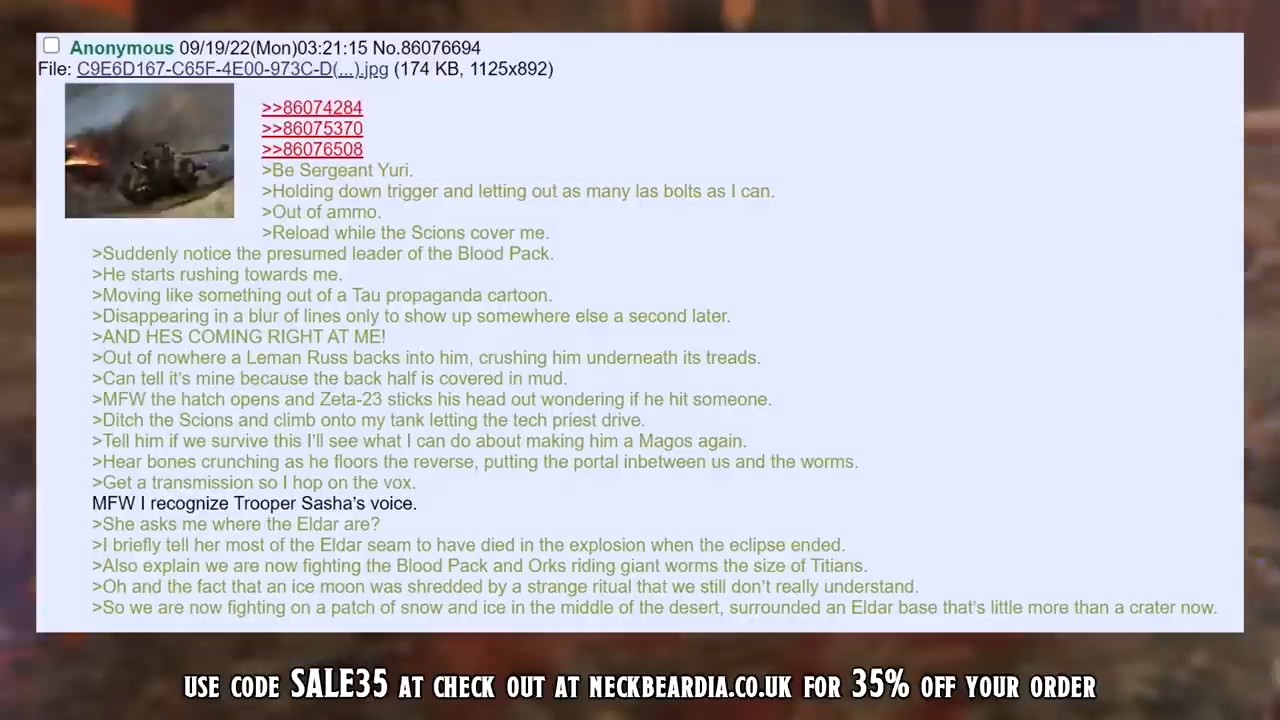 Anonymous 09/19/22(Mon)03:21:15 No.86076694
File: C9E6D167-C65F-4E00-973C-D(...).jpg (174 KB, 1125x892)
>>86074284
>>86075370
>>86076508
>Be Sergeant Yuri.
>Holding down trigger and letting out as many las bolts as I can.
>Out of ammo.
>Reload while the Scions cover me.
>Suddenly notice the presumed leader of the Blood Pack.
>He starts rushing towards me.
>Moving like something out of a Tau propaganda cartoon.
>Disappearing in a blur of lines only to show up somewhere else a second later.
>AND HES COMING RIGHT AT ME!
>Out of nowhere a Leman Russ backs into him, crushing him underneath its treads.
>Can tell it's mine because the back half is covered in mud.
>MFW the hatch opens and Zeta-23 sticks his head out wondering if he hit someone.
>Ditch the Scions and climb onto my tank letting the tech priest drive.
>Tell him if we survive this I'll see what I can do about making him a Magos again.
>Hear bones crunching as he floors the reverse, putting the portal inbetween us and the worms.
>Get a transmission so I hop on the vox.
MFW I recognize Trooper Sasha's voice.
>She asks me where the Eldar are?
>I briefly tell her most of the Eldar seam to have died in the explosion when the eclipse ended.
>Also explain we are now fighting the Blood Pack and Orks riding giant worms the size of Titians.
>Oh and the fact that an ice moon was shredded by a strange ritual that we still don't really understand.
>So we are now fighting on a patch of snow and ice in the middle of the desert, surrounded an Eldar base that's little more than a crater now.
USE CODE SALE35 AT CHECK OUT AT NECKBEARDIA.CO.UK FOR 35% OFF YOUR ORDER